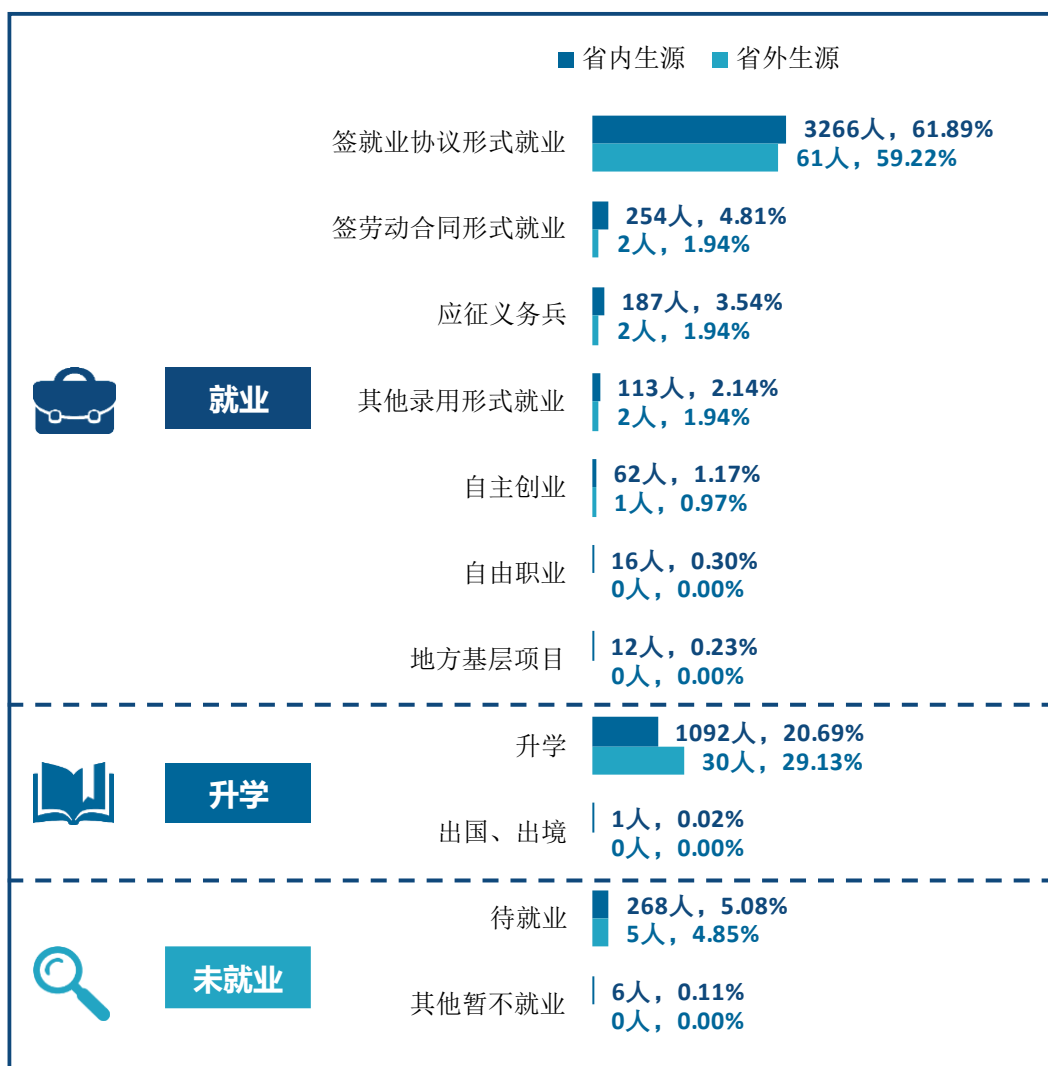 省内生源 省外生源
签就业协议形式就业
3266人，61.89%
61人，59.22%
签劳动合同形式就业
254人，4.81%
2人，1.94%
应征义务兵
187人，3.54%
2人，1.94%
就业
其他录用形式就业
113人，2.14%
2人，1.94%
自主创业
62人，1.17%
1人，0.97%
自由职业
16人，0.30%
0人，0.00%
地方基层项目
12人，0.23%
0人，0.00%
升学
升学
1092人，20.69%
30人，29.13%
出国、出境
1人，0.02%
0人，0.00%
未就业
待就业
268人，5.08%
5人，4.85%
其他暂不就业
6人，0.11%
0人，0.00%